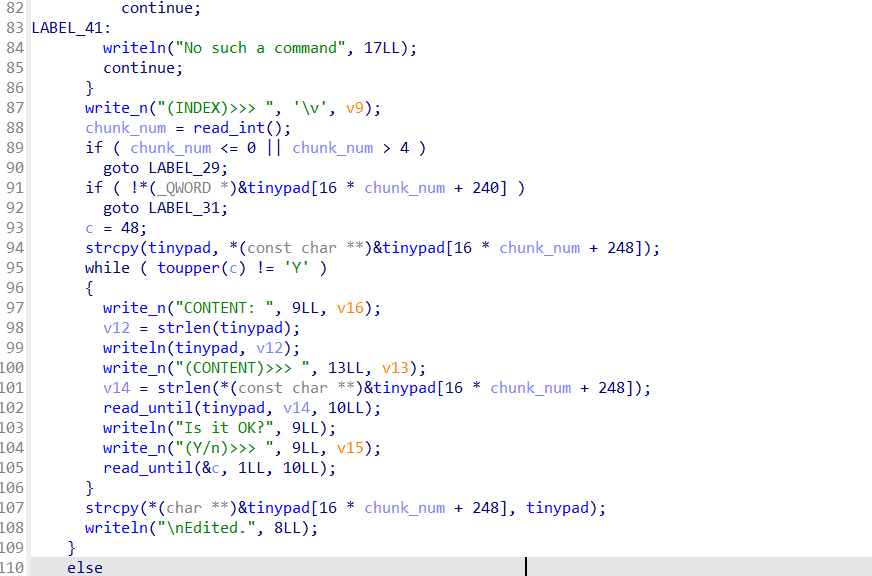 82 continue;
83 LABEL_41:
84 writeln("No such a command", 17LL);
85 continue;
86 }
87 write_n("(INDEX)>>> ", '\v', v9);
88 chunk_num = read_int();
89 if ( chunk_num <= 0 || chunk_num > 4 )
90 goto LABEL_29;
91 if ( !*(_QWORD *)&tinypad[16 * chunk_num + 240] )
92 goto LABEL_31;
93 c = 48;
94 strcpy(tinypad, *(const char **)&tinypad[16 * chunk_num + 248]);
95 while ( toupper(c) != 'Y' )
96 {
97 write_n("CONTENT: ", 9LL, v16);
98 v12 = strlen(tinypad);
99 writeln(tinypad, v12);
100 write_n("(CONTENT)>>> ", 13LL, v13);
101 v14 = strlen(*(const char **)&tinypad[16 * chunk_num + 248]);
102 read_until(tinypad, v14, 10LL);
103 writeln("Is it OK?", 9LL);
104 write_n("(Y/n)>>> ", 9LL, v15);
105 read_until(&c, 1LL, 10LL);
106 }
107 strcpy(*(char **)&tinypad[16 * chunk_num + 248], tinypad);
108 writeln("\nEdited.", 8LL);
109 }
110 else